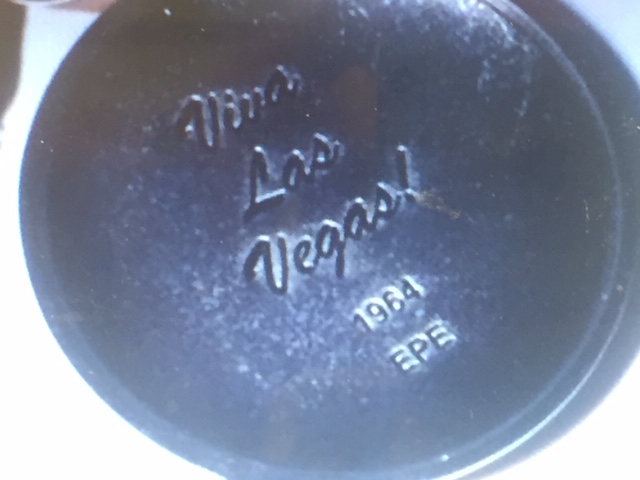 Viva
Las
Vegas!
1964
EPE